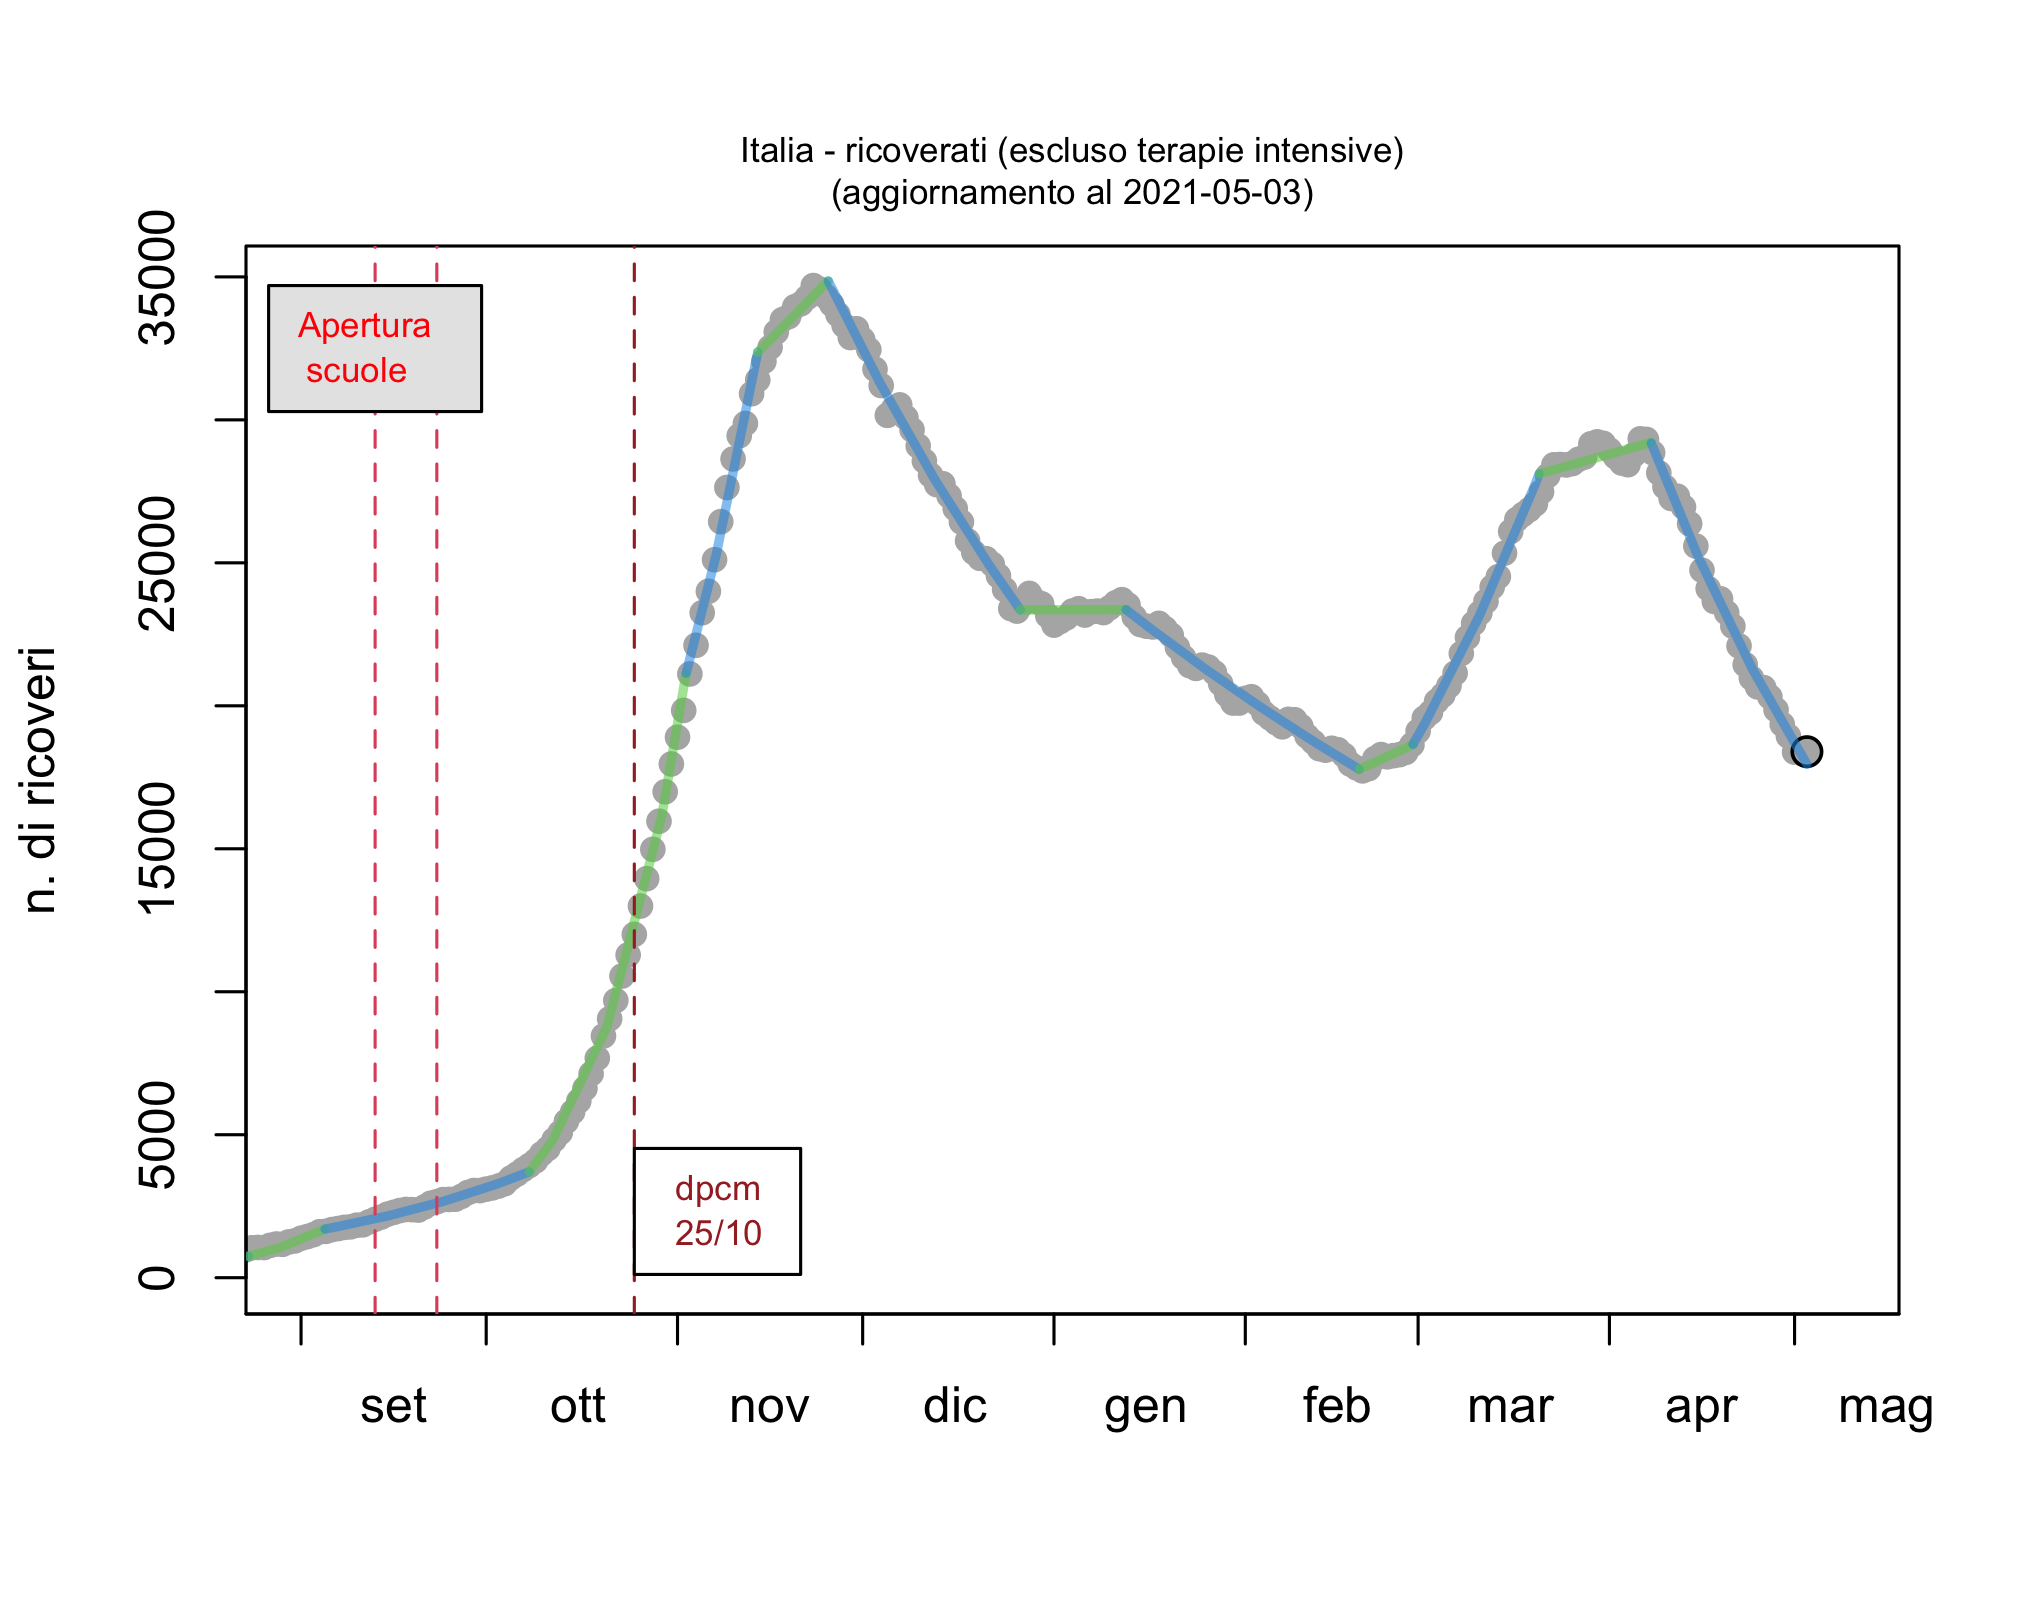 Italia - ricoverati (escluso terapie intensive)
(aggiornamento al 2021-05-03)
n. di ricoveri
35000
25000
15000
5000
0
Apertura
scuole
dpcm
25/10
set ott nov dic gen feb mar apr mag